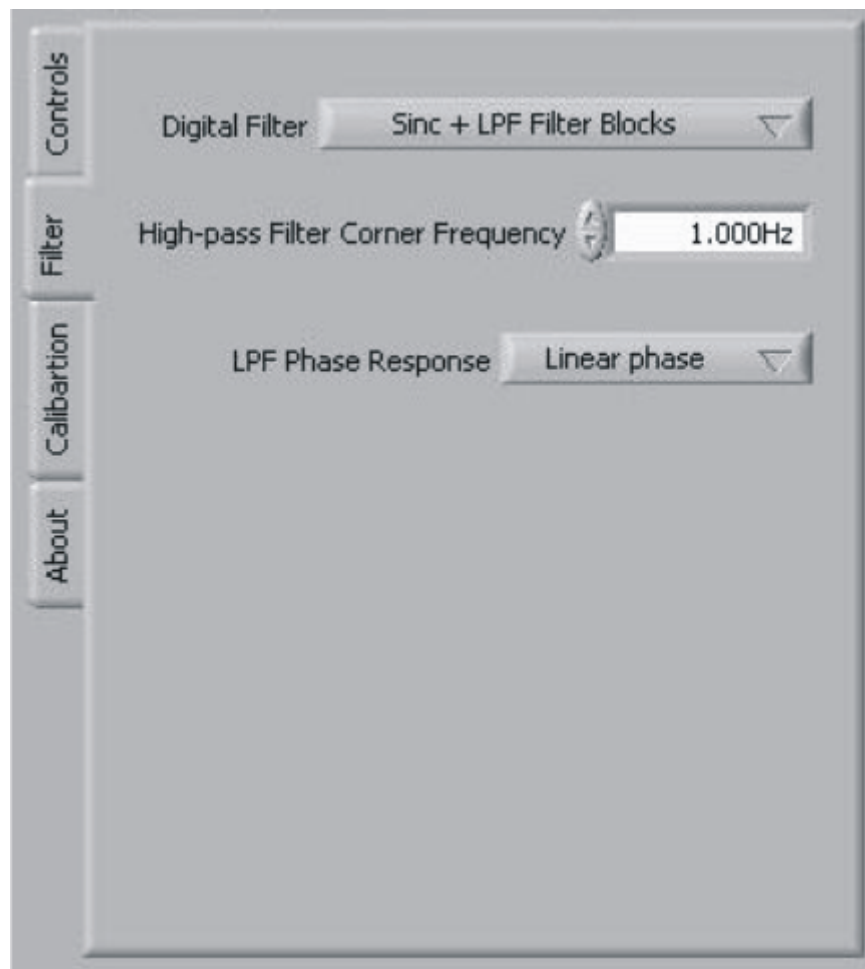 Controls
Filter
Calibartion
About
Digital Filter Sinc + LPF Filter Blocks
High-pass Filter Corner Frequency 1.000Hz
LPF Phase Response Linear phase